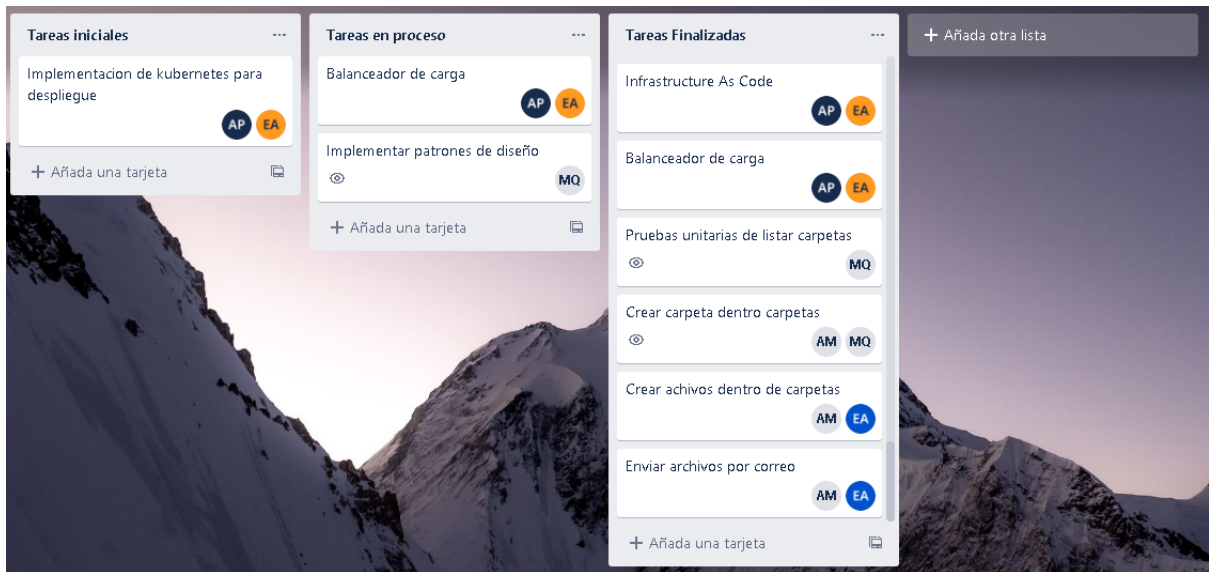 Tareas iniciales
Implementacion de kubernetes para
despliegue
AP EA
+ Añada una tarjeta
Tareas en proceso
Balanceador de carga
AP EA
Implementar patrones de diseño
MQ
+ Añada una tarjeta
Tareas Finalizadas
Infrastructure As Code
AP EA
Balanceador de carga
AP EA
Pruebas unitarias de listar carpetas
MQ
Crear carpeta dentro carpetas
AM MQ
Crear achivos dentro de carpetas
AM EA
Enviar archivos por correo
AM EA
+ Añada una tarjeta
+ Añada otra lista